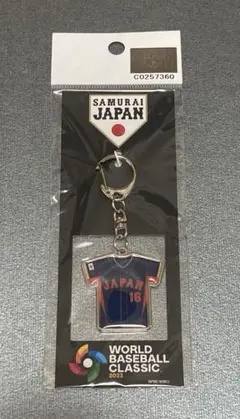 C0257360
SAMURAI
JAPAN
JAPAN
16
WORLD
BASEBALL
CLASSIC
2023